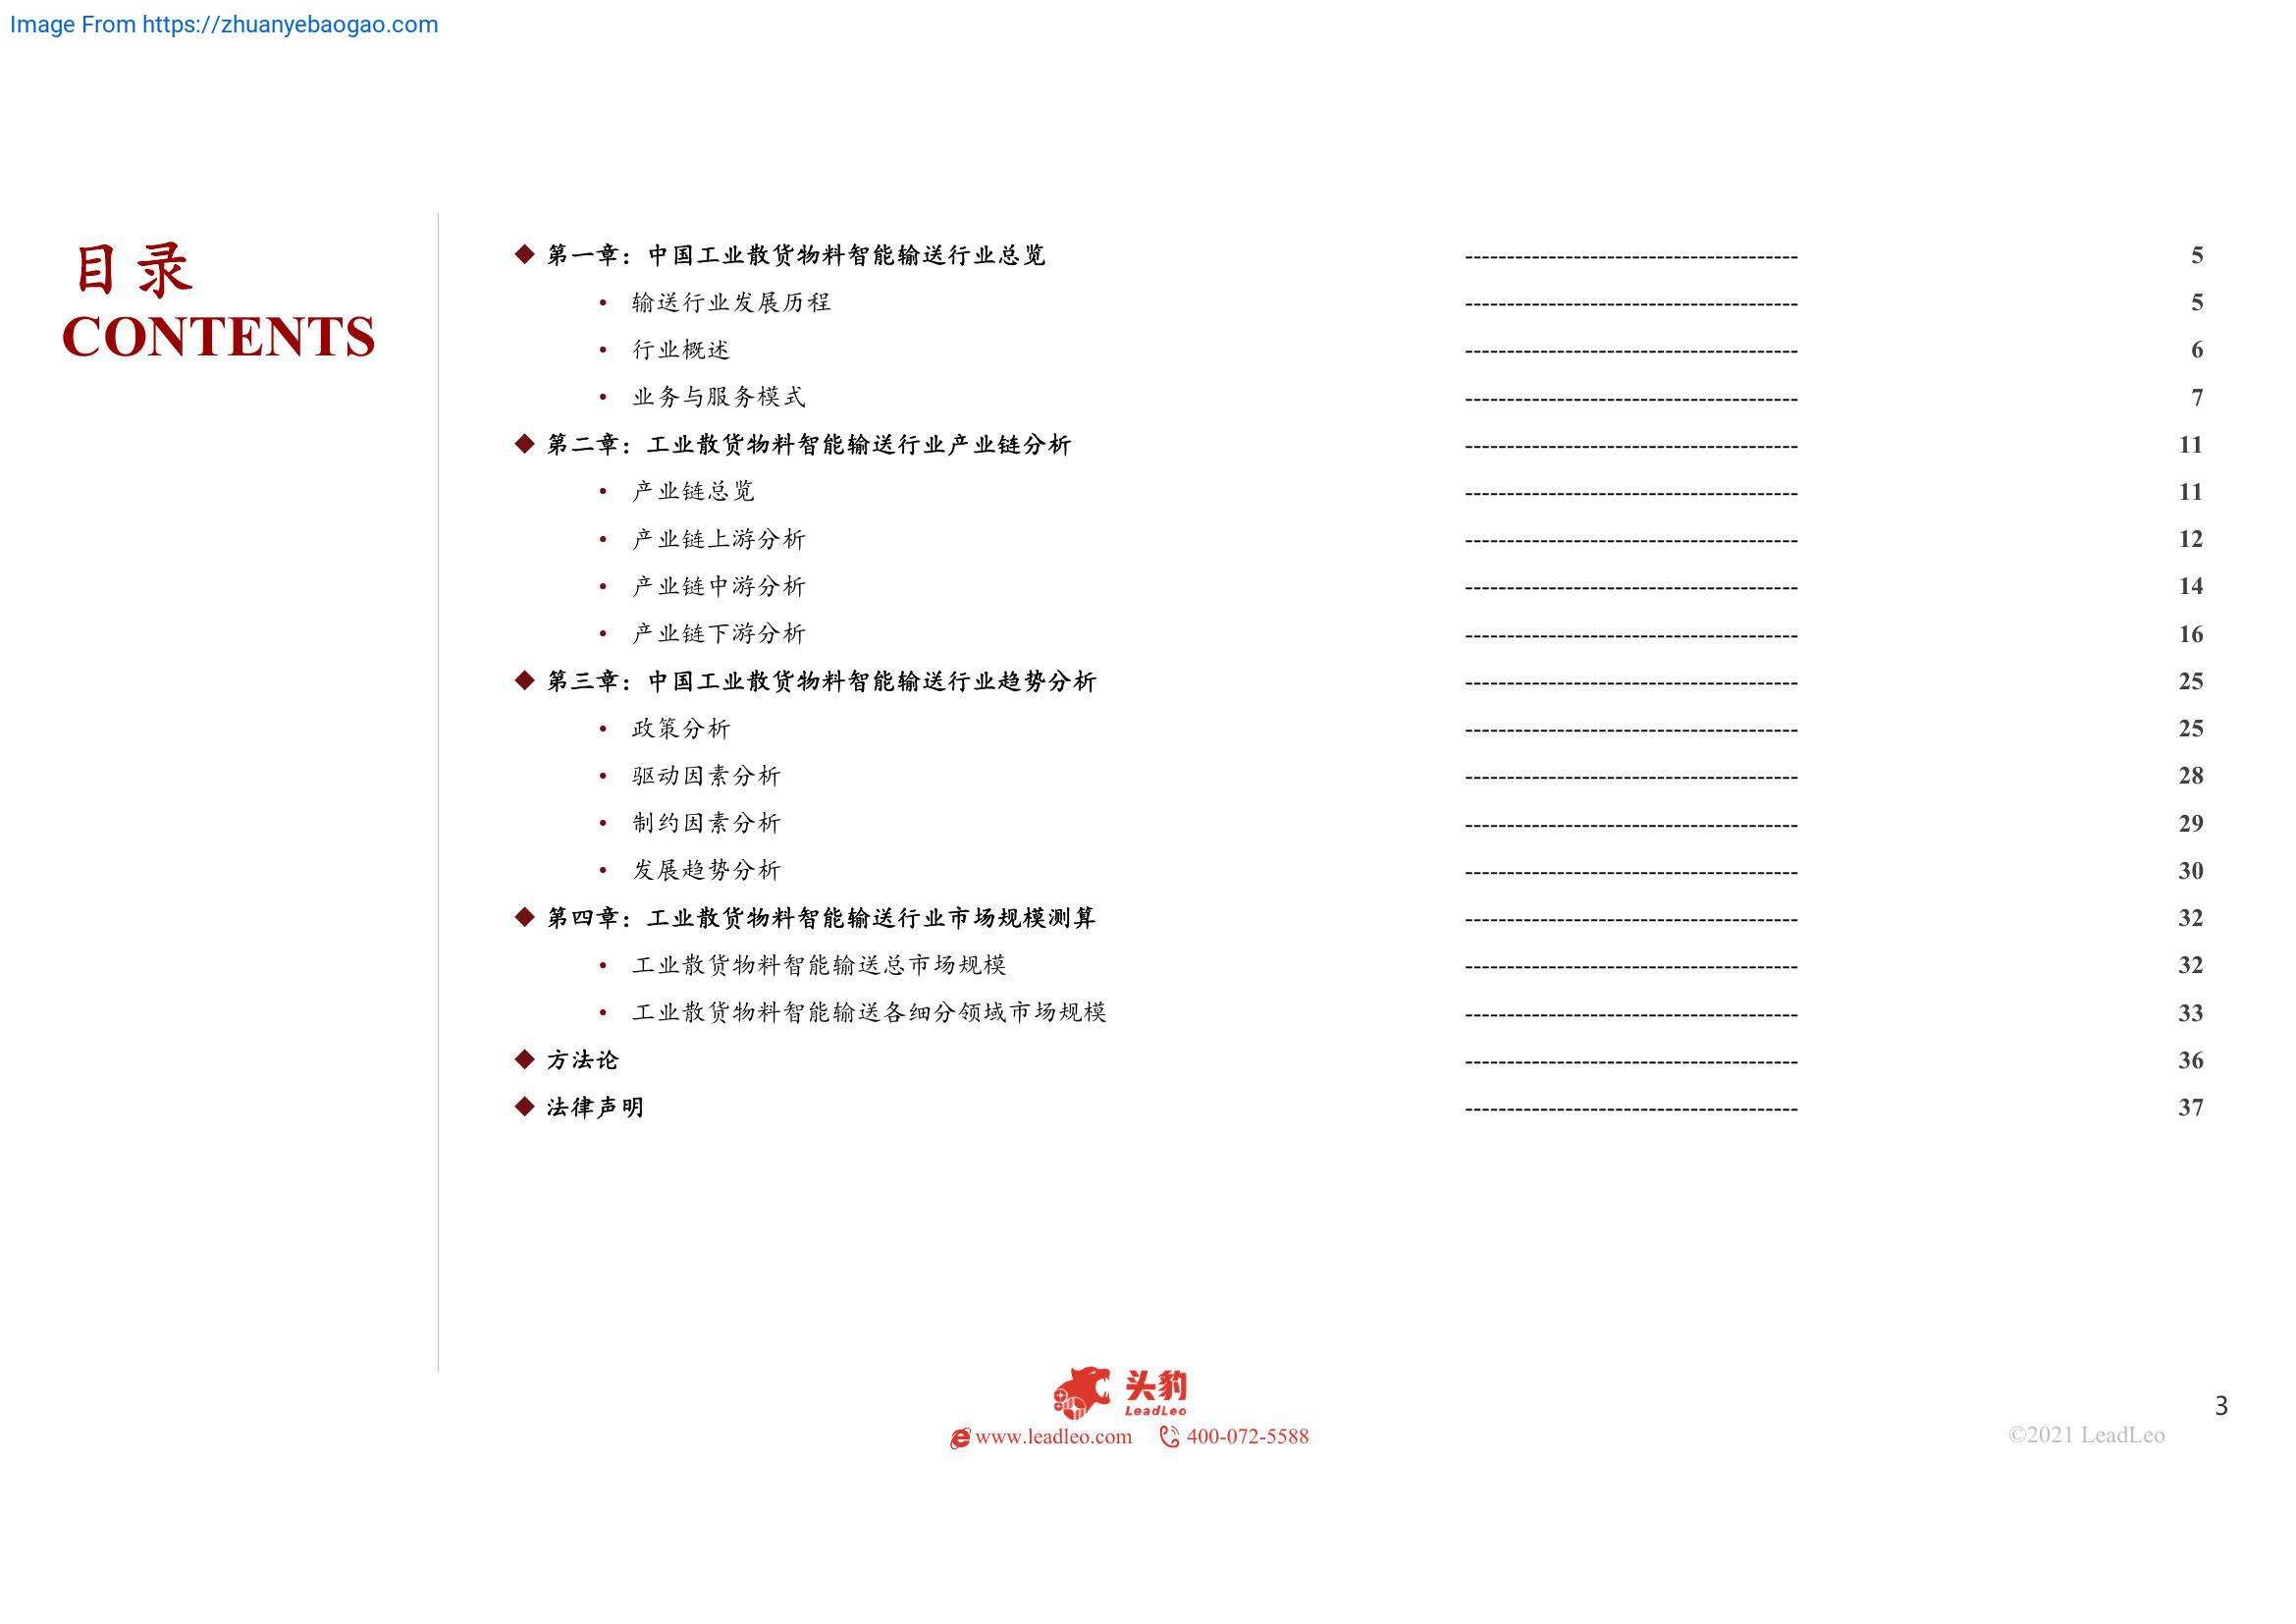 Image From https://zhuanyebaogao.com
目录
CONTENTS
◆ 第一章：中国工业散货物料智能输送行业总览 ---------------------------------------- 5
• 输送行业发展历程 ---------------------------------------- 5
• 行业概述 ---------------------------------------- 6
• 业务与服务模式 ---------------------------------------- 7
◆ 第二章：工业散货物料智能输送行业产业链分析 ---------------------------------------- 11
• 产业链总览 ---------------------------------------- 11
• 产业链上游分析 ---------------------------------------- 12
• 产业链中游分析 ---------------------------------------- 14
• 产业链下游分析 ---------------------------------------- 16
◆ 第三章：中国工业散货物料智能输送行业趋势分析 ---------------------------------------- 25
• 政策分析 ---------------------------------------- 25
• 驱动因素分析 ---------------------------------------- 28
• 制约因素分析 ---------------------------------------- 29
• 发展趋势分析 ---------------------------------------- 30
◆ 第四章：工业散货物料智能输送行业市场规模测算 ---------------------------------------- 32
• 工业散货物料智能输送总市场规模 ---------------------------------------- 32
• 工业散货物料智能输送各细分领域市场规模 ---------------------------------------- 33
◆ 方法论 ---------------------------------------- 36
◆ 法律声明 ---------------------------------------- 37
头豹
LeadLeo
www.leadleo.com 400-072-5588
3
©2021 LeadLeo